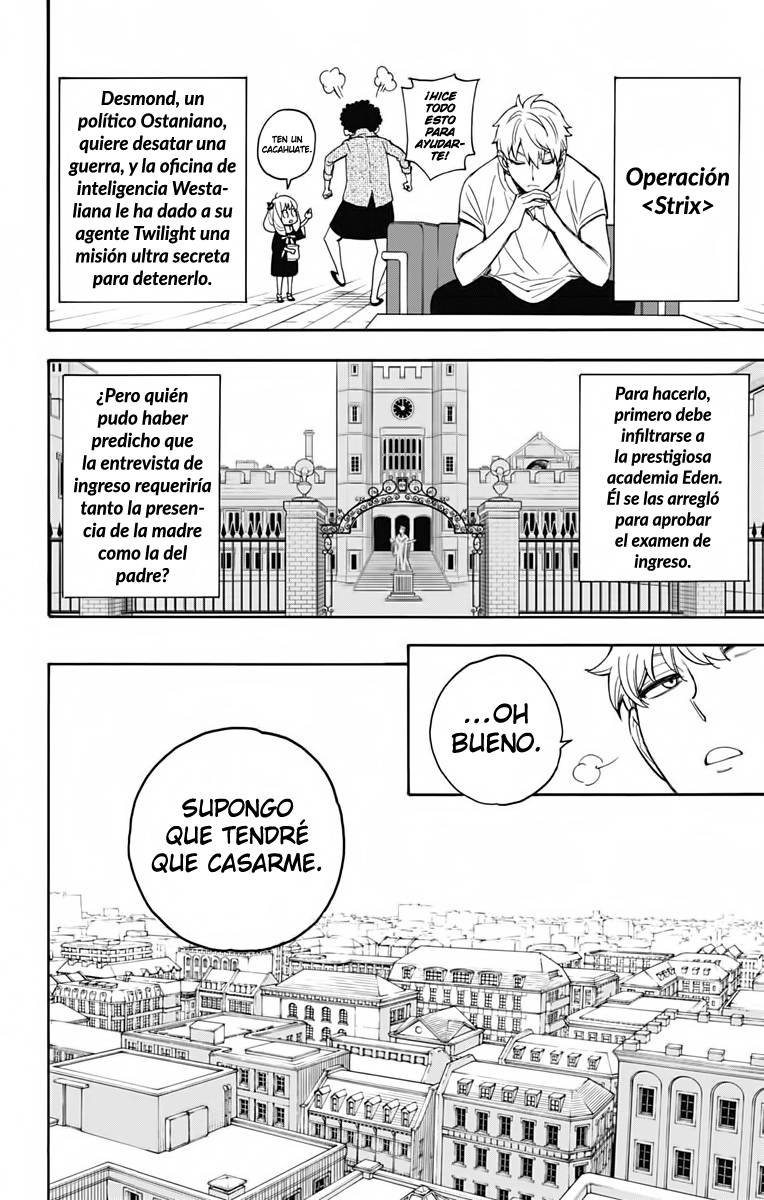 Operación
<Strix>
¡HICE
TODO
ESTO
PARA
AYUDAR-
TE!
TEN UN
CACAHUATE.
Desmond, un
político Ostaniano,
quiere desatar una
guerra, y la oficina de
inteligencia Westa-
liana le ha dado a su
agente Twilight una
misión ultra secreta
para detenerlo.
Para hacerlo,
primero debe
infiltrarse a
la prestigiosa
academia Eden.
Él se las arregló
para aprobar
el examen de
ingreso.
¿Pero quién
pudo haber
predicho que
la entrevista de
ingreso requeriría
tanto la presen-
cia de la madre
como la del
padre?
...OH
BUENO.
SUPONGO
QUE TENDRÉ
QUE CASARME.